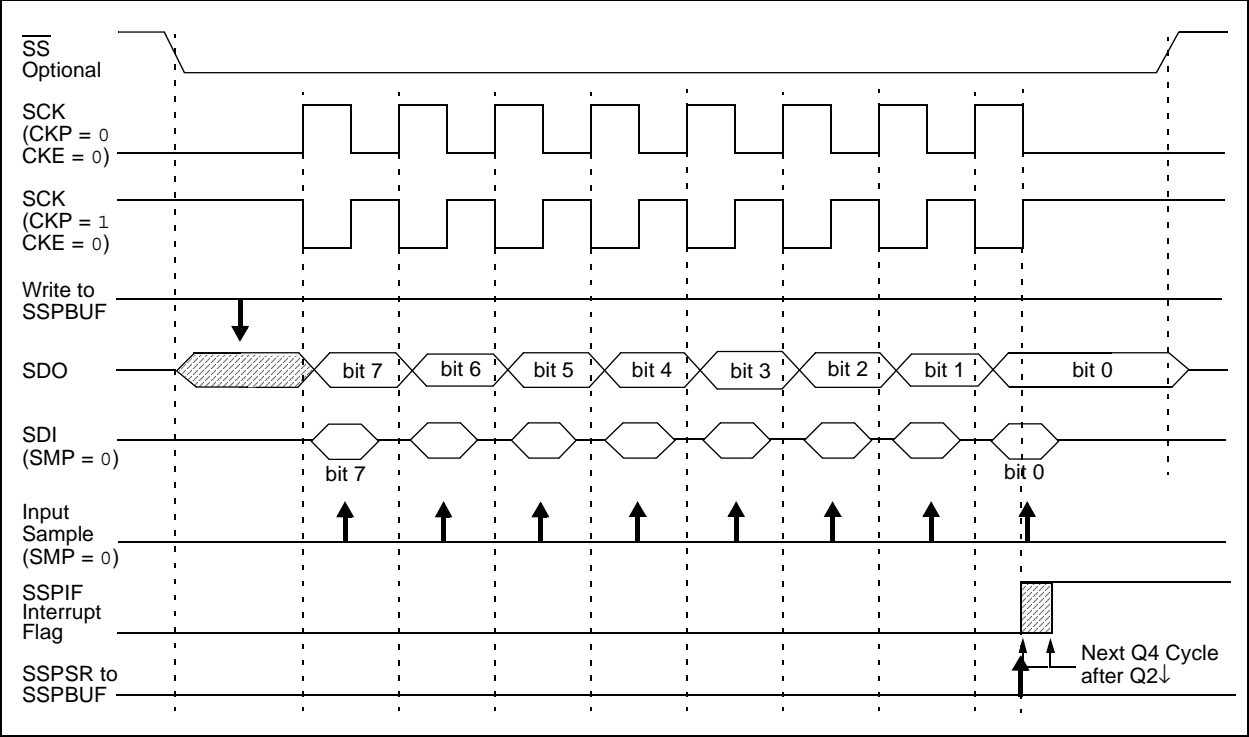 SS
Optional
SCK
(CKP = 0
CKE = 0)
SCK
(CKP = 1
CKE = 0)
Write to
SSPBUF
SDO
bit 7 bit 6 bit 5 bit 4 bit 3 bit 2 bit 1 bit 0
SDI
(SMP = 0)
bit 7 bit 0
Input
Sample
(SMP = 0)
SSPIF
Interrupt
Flag
Next Q4 Cycle
after Q2↓
SSPSR to
SSPBUF